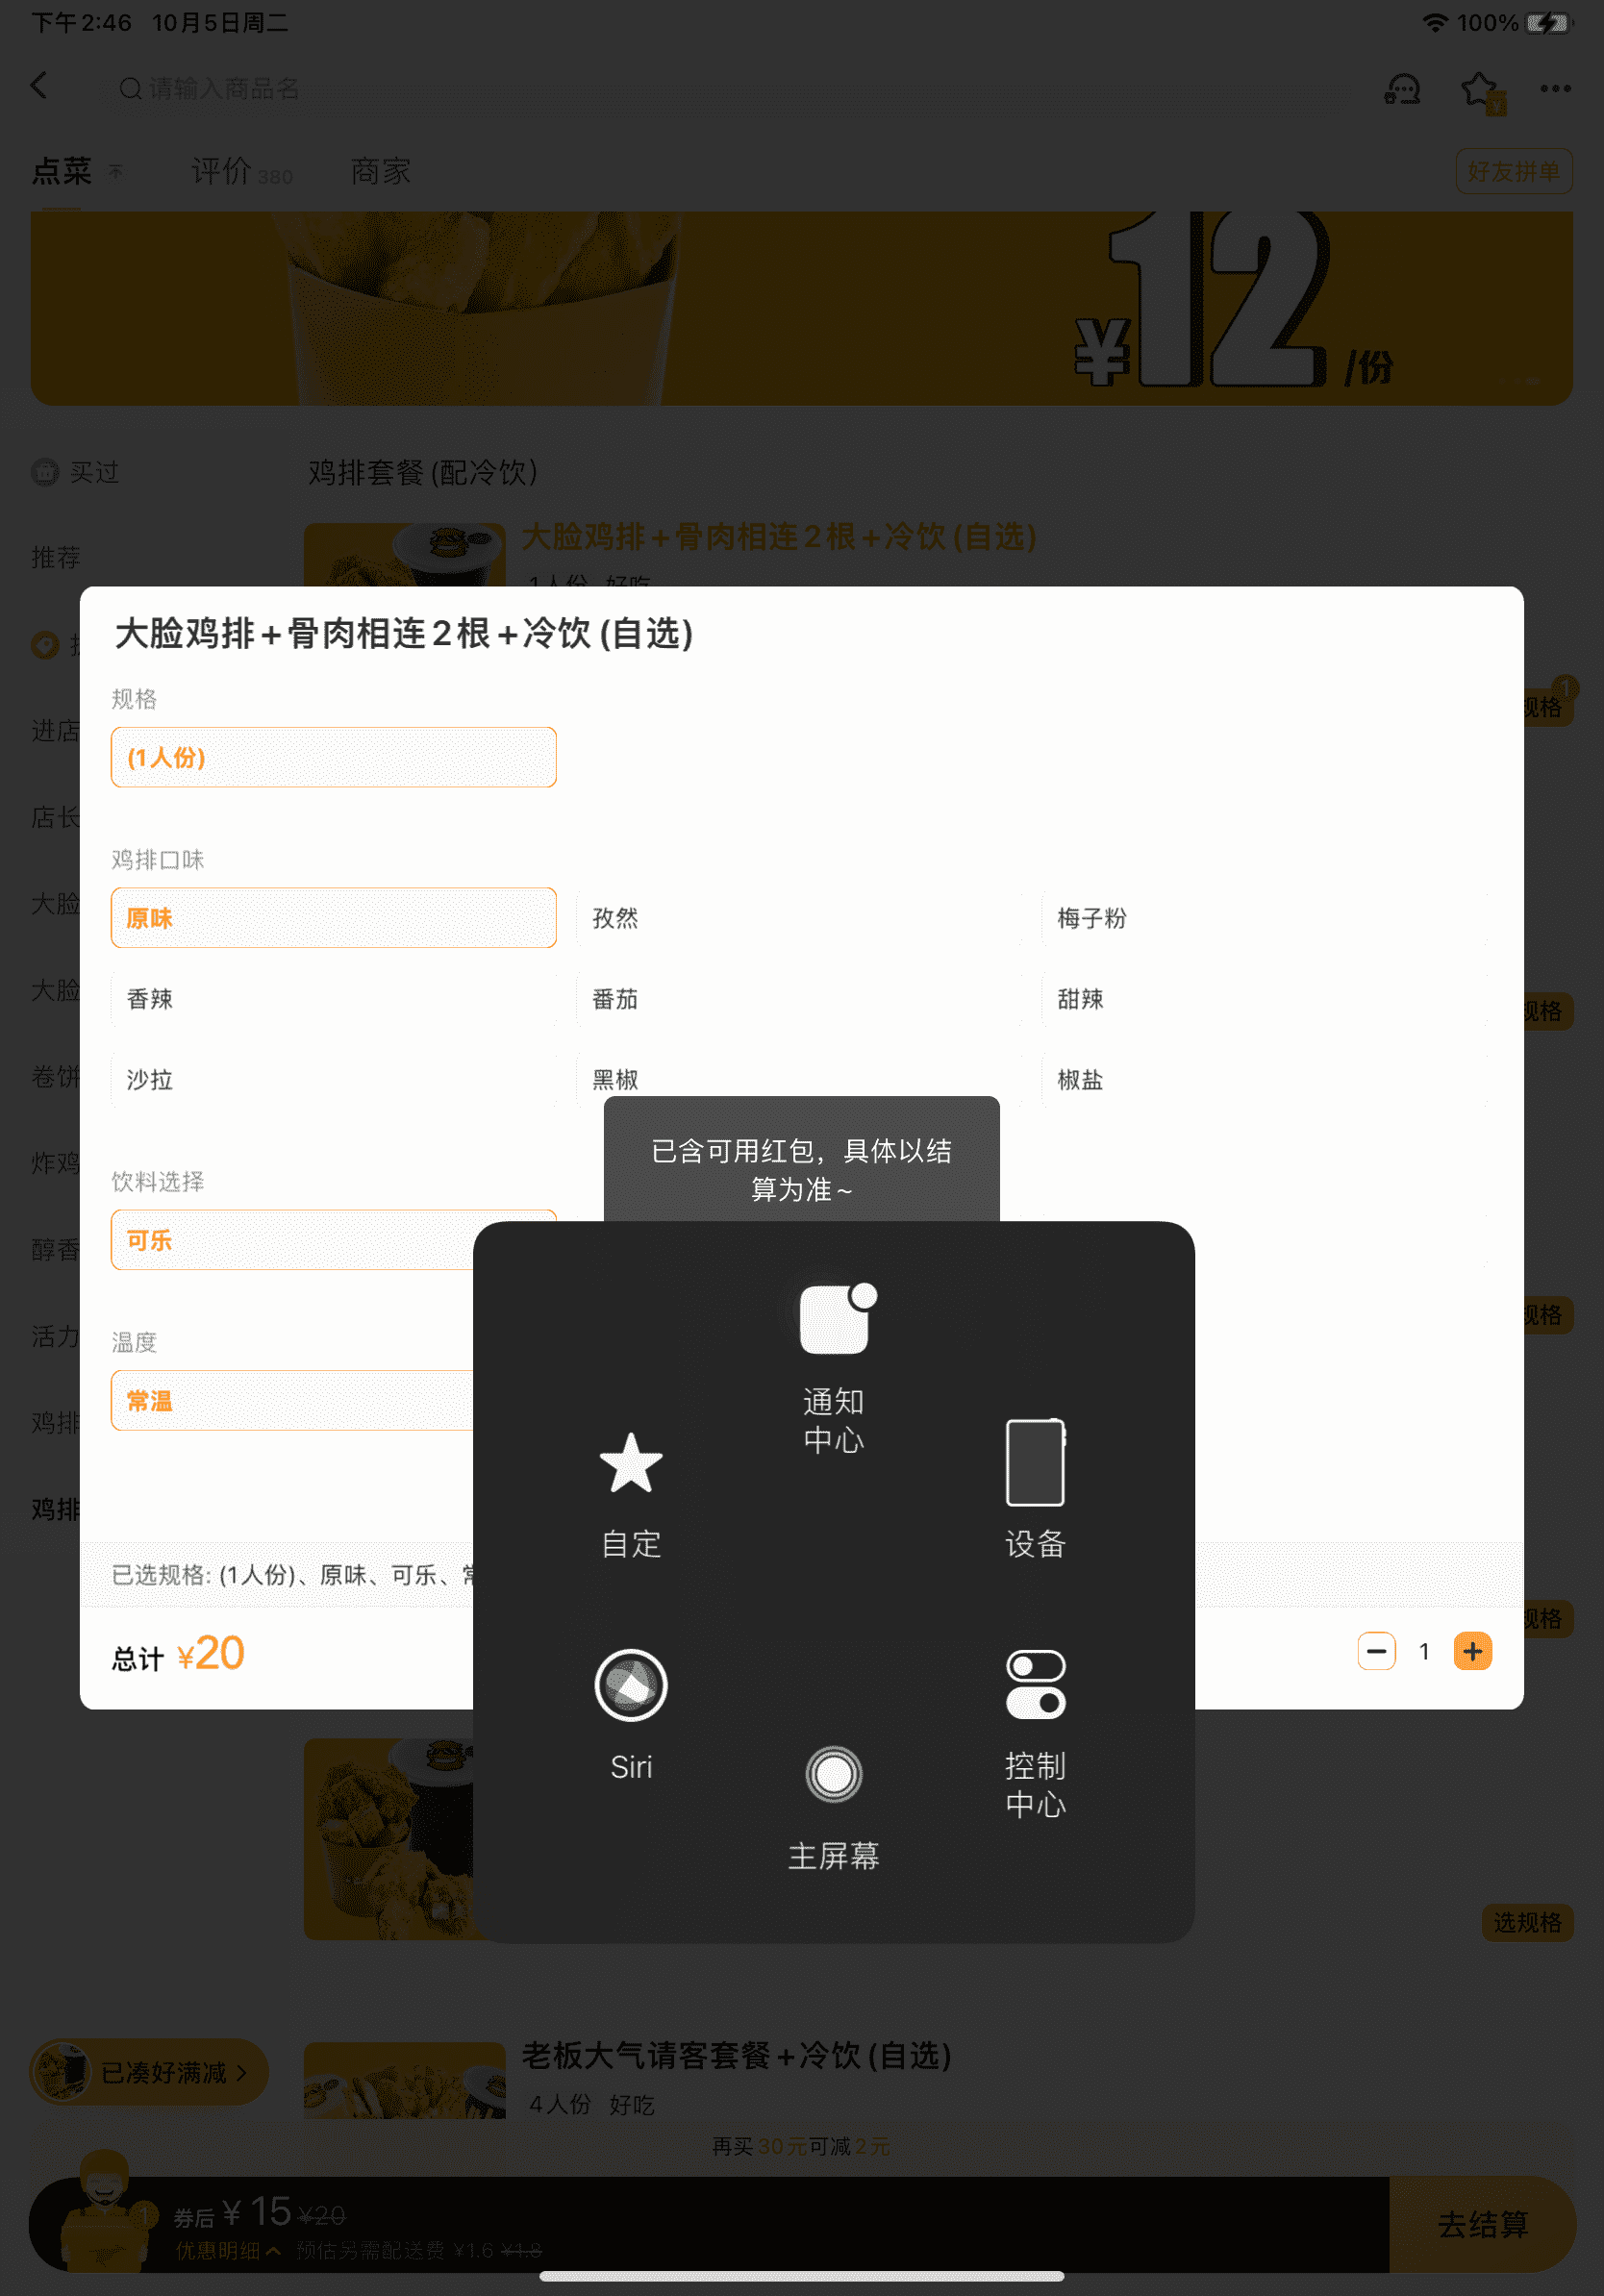 下午2:46 10月5日周二
100%
请输入商品名
点菜 评价 380 商家
好友拼单
¥12/份
买过
鸡排套餐(配冷饮)
推荐
大脸鸡排+骨肉相连2根+冷饮(自选)
1人份 好吃
大脸鸡排+骨肉相连2根+冷饮(自选)
规格
(1人份)
进店
1
规格
店长
鸡排口味
大脸
原味 孜然 梅子粉
大脸
香辣 番茄 甜辣
规格
卷饼
沙拉 黑椒 椒盐
已含可用红包，具体以结
算为准~
炸鸡
饮料选择
醇香
可乐
活力
温度
规格
常温
鸡排
通知
中心
自定
设备
鸡排
已选规格: (1人份)、原味、可乐、常
规格
总计 ¥20
1
Siri
控制
中心
主屏幕
选规格
已凑好满减
老板大气请客套餐+冷饮(自选)
4人份 好吃
再买30元可减2元
1
券后¥15 ¥20
优惠明细 预估另需配送费 ¥1.6 ¥1.8
去结算